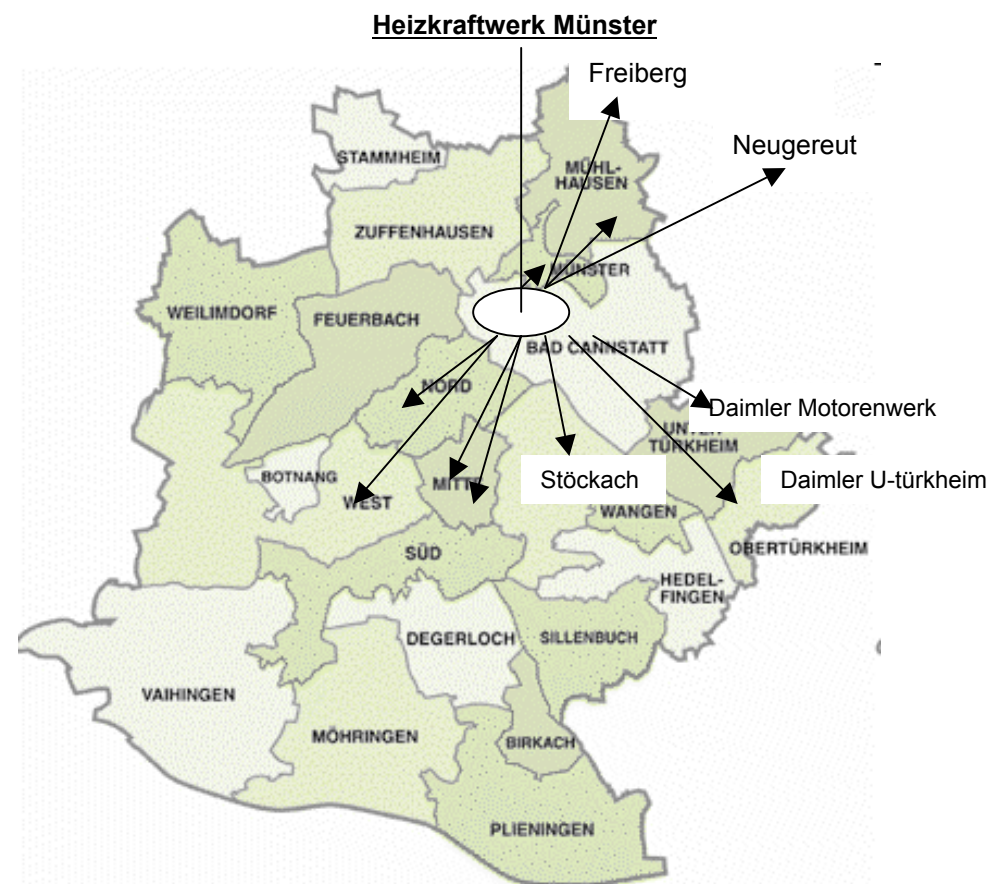 Heizkraftwerk Münster
Freiberg
Neugereut
STAMMHEIM
MÜHL-
HAUSEN
ZUFFENHAUSEN
MÜNSTER
WEILIMDORF
FEUERBACH
BAD CANNSTATT
NORD
Daimler Motorenwerk
UNTER
TÜRKHEIM
BOTNANG
WEST
MITTE
Stöckach
Daimler U-türkheim
WANGEN
OBERTÜRKHEIM
SÜD
HEDEL-
FINGEN
DEGERLOCH
SILLENBUCH
VAIHINGEN
MÖHRINGEN
BIRKACH
PLIENINGEN